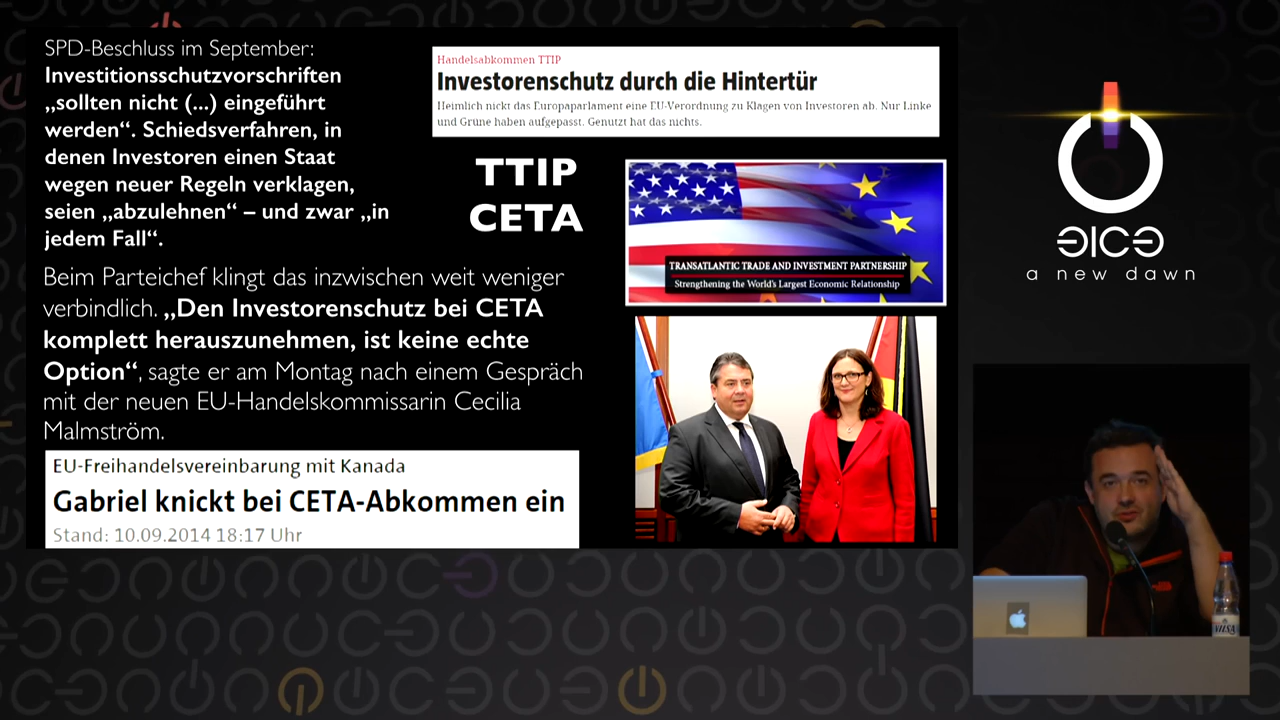 SPD-Beschluss im September:
Investitionsschutzvorschriften
„sollten nicht (...) eingeführt
werden“. Schiedsverfahren, in
denen Investoren einen Staat
wegen neuer Regeln verklagen,
seien „abzulehnen“ – und zwar „in
jedem Fall“.
Beim Parteichef klingt das inzwischen weit weniger
verbindlich. „Den Investorenschutz bei CETA
komplett herauszunehmen, ist keine echte
Option“, sagte er am Montag nach einem Gespräch
mit der neuen EU-Handelskommissarin Cecilia
Malmström.
EU-Freihandelsvereinbarung mit Kanada
Gabriel knickt bei CETA-Abkommen ein
Stand: 10.09.2014 18:17 Uhr
Handelsabkommen TTIP
Investorenschutz durch die Hintertür
Heimlich nickt das Europaparlament eine EU-Verordnung zu Klagen von Investoren ab. Nur Linke
und Grüne haben aufgepasst. Genutzt hat das nichts.
TTIP
CETA
TRANSATLANTIC TRADE AND INVESTMENT PARTNERSHIP
Strengthening the World's Largest Economic Relationship
31C3
a new dawn
VILSA